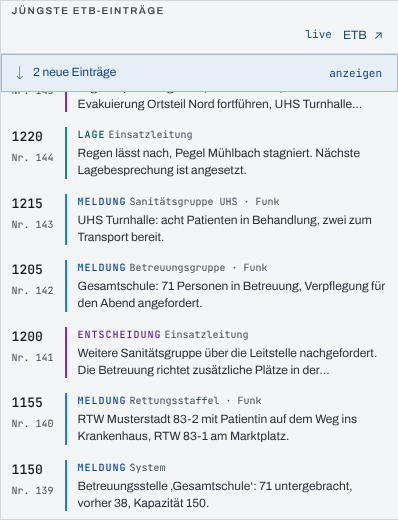 JÜNGSTE ETB-EINTRÄGE
live ETB ↗
↓ 2 neue Einträge anzeigen
Evakuierung Ortsteil Nord fortführen, UHS Turnhalle…
1220 LAGE Einsatzleitung
Nr. 144 Regen lässt nach, Pegel Mühlbach stagniert. Nächste
Lagebesprechung ist angesetzt.
1215 MELDUNG Sanitätsgruppe UHS · Funk
Nr. 143 UHS Turnhalle: acht Patienten in Behandlung, zwei zum
Transport bereit.
1205 MELDUNG Betreuungsgruppe · Funk
Nr. 142 Gesamtschule: 71 Personen in Betreuung, Verpflegung für
den Abend angefordert.
1200 ENTSCHEIDUNG Einsatzleitung
Nr. 141 Weitere Sanitätsgruppe über die Leitstelle nachgefordert.
Die Betreuung richtet zusätzliche Plätze in der…
1155 MELDUNG Rettungsstaffel · Funk
Nr. 140 RTW Musterstadt 83-2 mit Patientin auf dem Weg ins
Krankenhaus, RTW 83-1 am Marktplatz.
1150 MELDUNG System
Nr. 139 Betreuungsstelle ‚Gesamtschule‘: 71 untergebracht,
vorher 38, Kapazität 150.